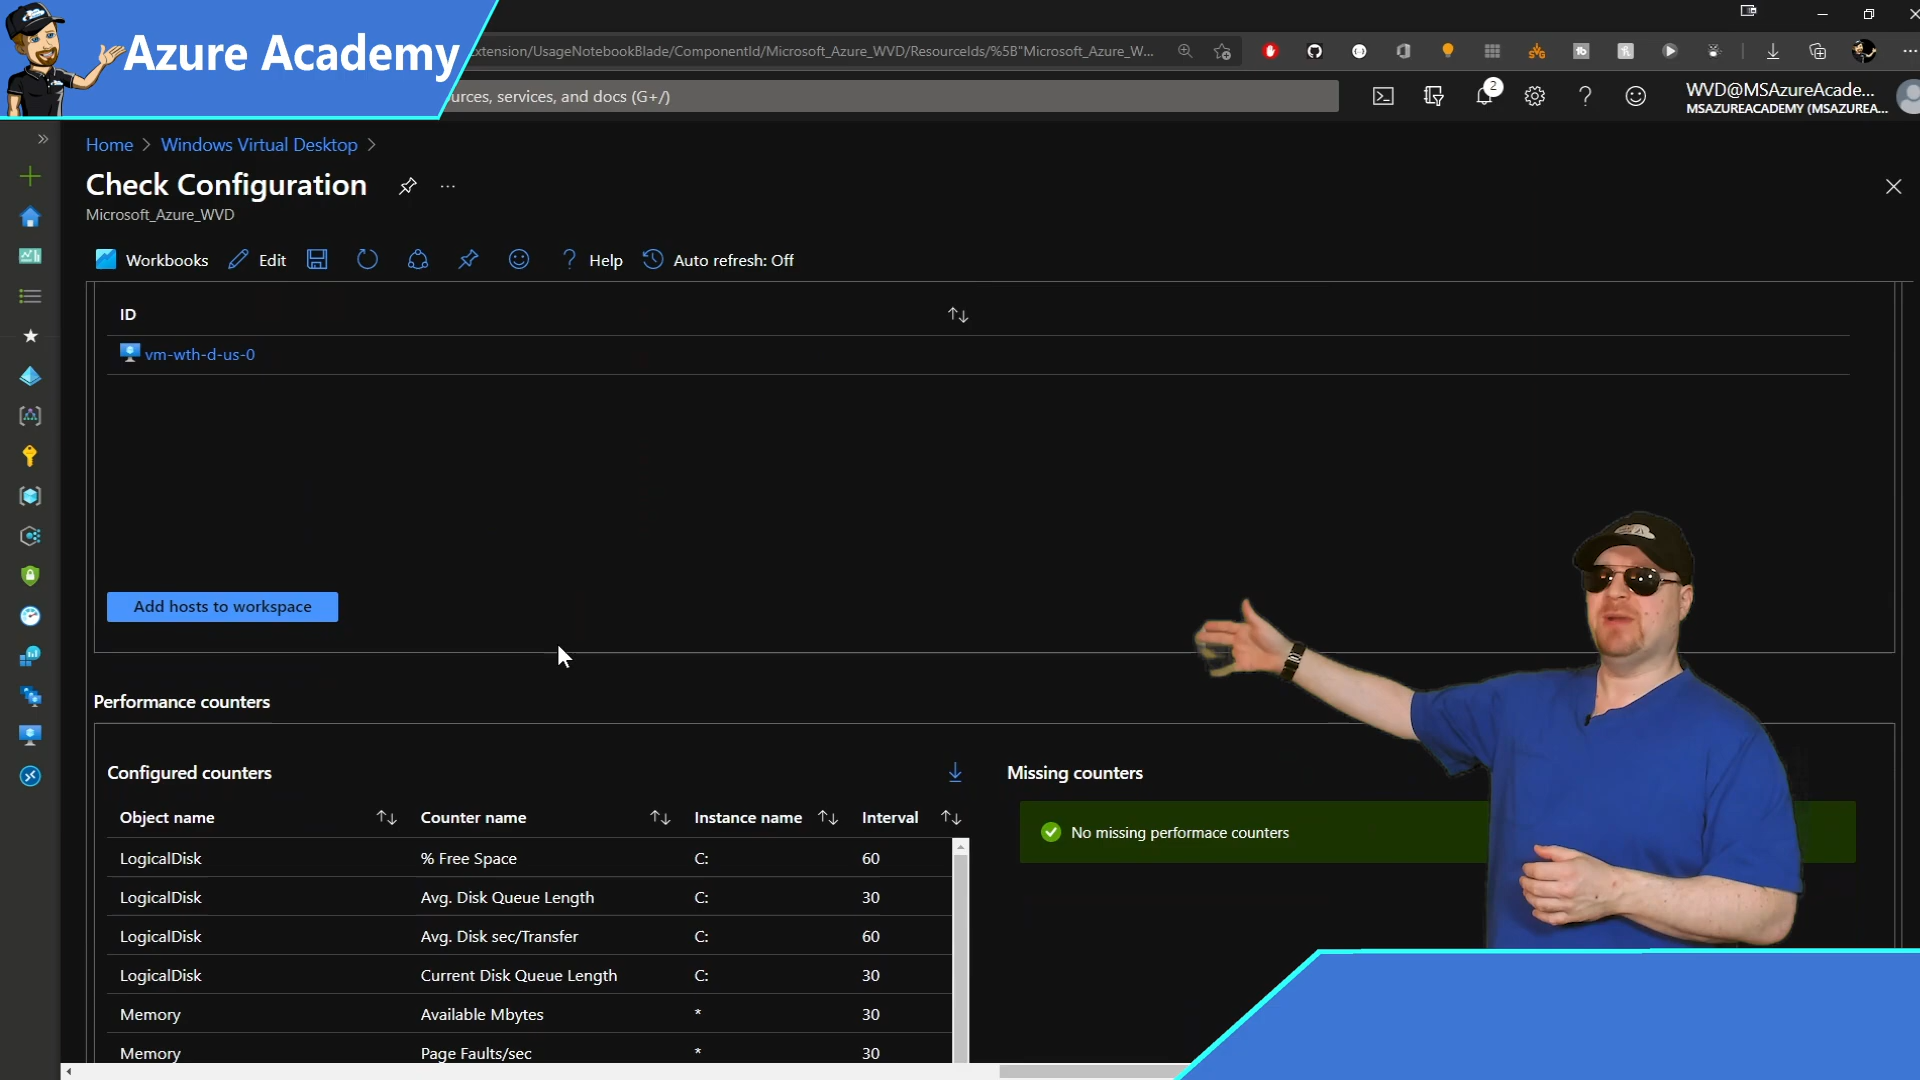 Azure Academy
xtension/UsageNotebookBlade/ComponentId/Microsoft_Azure_WVD/ResourceIds/%5B"Microsoft_Azure_W...
urces, services, and docs (G+/)
2
WVD@MSAzureAcade...
MSAZUREACADEMY (MSAZUREA...
Home > Windows Virtual Desktop >
Check Configuration ...
Microsoft_Azure_WVD
Workbooks Edit Help Auto refresh: Off
ID
vm-wth-d-us-0
Add hosts to workspace
Performance counters
Configured counters
Missing counters
Object name Counter name Instance name Interval
No missing performace counters
LogicalDisk % Free Space C: 60
LogicalDisk Avg. Disk Queue Length C: 30
LogicalDisk Avg. Disk sec/Transfer C: 60
LogicalDisk Current Disk Queue Length C: 30
Memory Available Mbytes * 30
Memory Page Faults/sec * 30